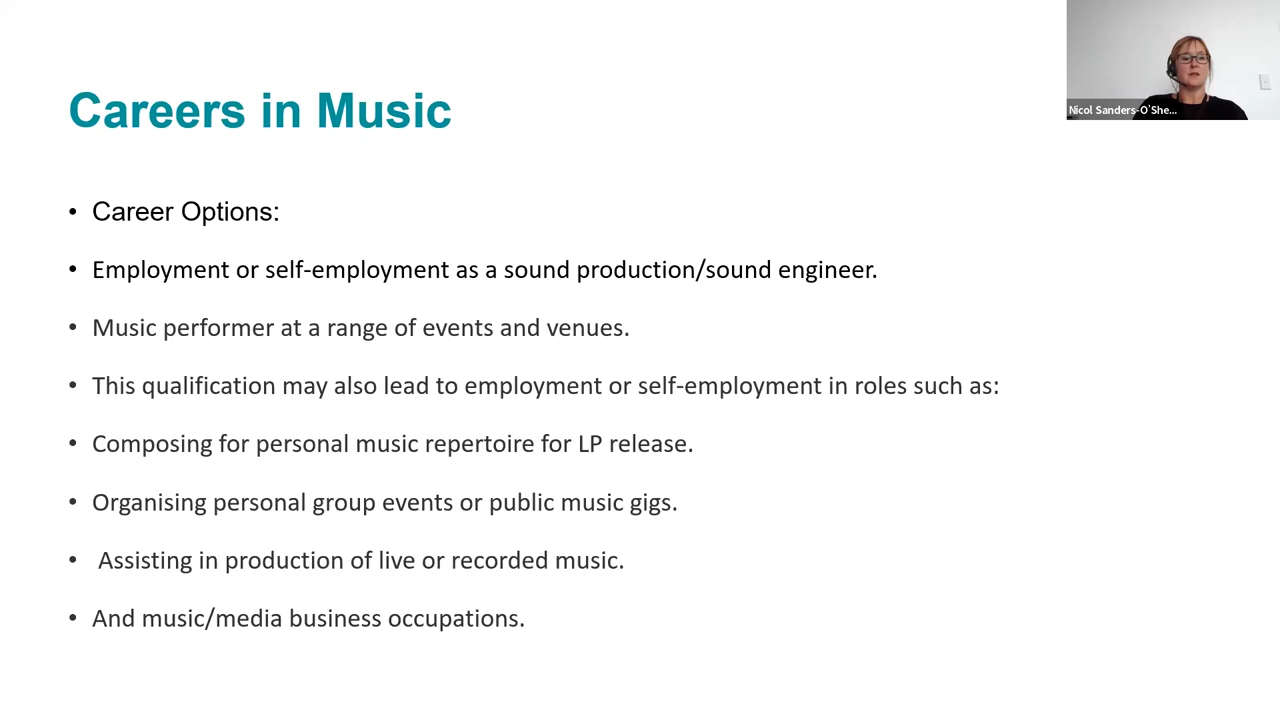 Careers in Music
Nicol Sanders-O'She...
• Career Options:
• Employment or self-employment as a sound production/sound engineer.
• Music performer at a range of events and venues.
• This qualification may also lead to employment or self-employment in roles such as:
• Composing for personal music repertoire for LP release.
• Organising personal group events or public music gigs.
• Assisting in production of live or recorded music.
• And music/media business occupations.